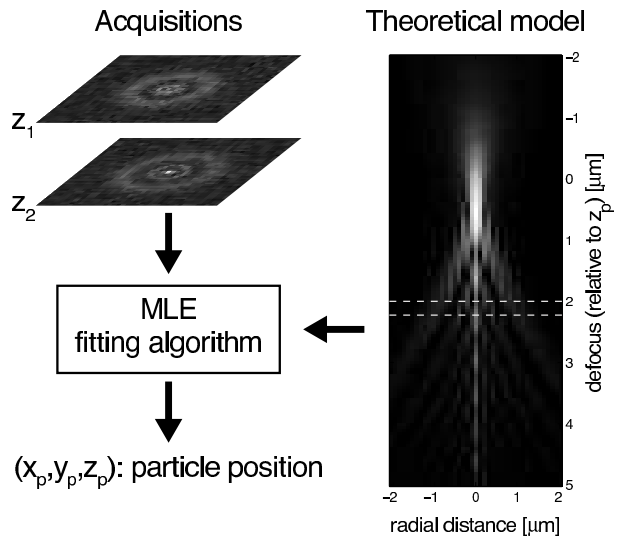 Acquisitions
z1
z2
MLE
fitting algorithm
(xp,yp,zp): particle position
Theoretical model
−2
−1
0
1
2
3
4
5
defocus (relative to zp) [μm]
−2 −1 0 1 2
radial distance [μm]